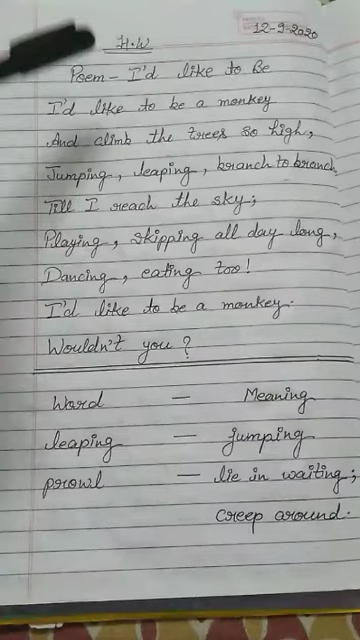 H.W
12-9-2020
Poem - I'd like to Be
I'd like to be a monkey
And climb the trees so high,
Jumping, leaping, branch to branch,
Till I reach the sky;
Playing, skipping all day long,
Dancing, eating too!
I'd like to be a monkey.
Wouldn't you?
Word — Meaning
leaping — jumping
prowl — lie in waiting;
creep around.